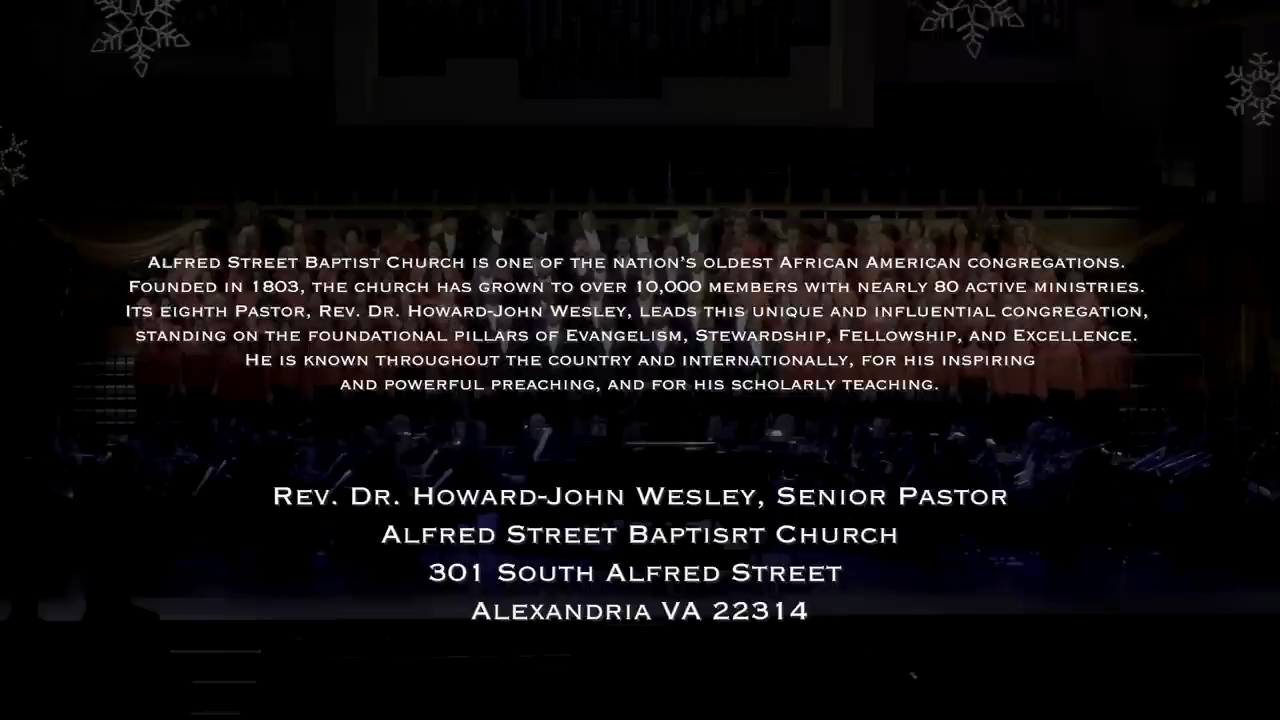 Alfred Street Baptist Church is one of the nation's oldest African American congregations.
Founded in 1803, the church has grown to over 10,000 members with nearly 80 active ministries.
Its eighth Pastor, Rev. Dr. Howard-John Wesley, leads this unique and influential congregation,
standing on the foundational pillars of Evangelism, Stewardship, Fellowship, and Excellence.
He is known throughout the country and internationally, for his inspiring
and powerful preaching, and for his scholarly teaching.
Rev. Dr. Howard-John Wesley, Senior Pastor
Alfred Street Baptisrt Church
301 South Alfred Street
Alexandria VA 22314